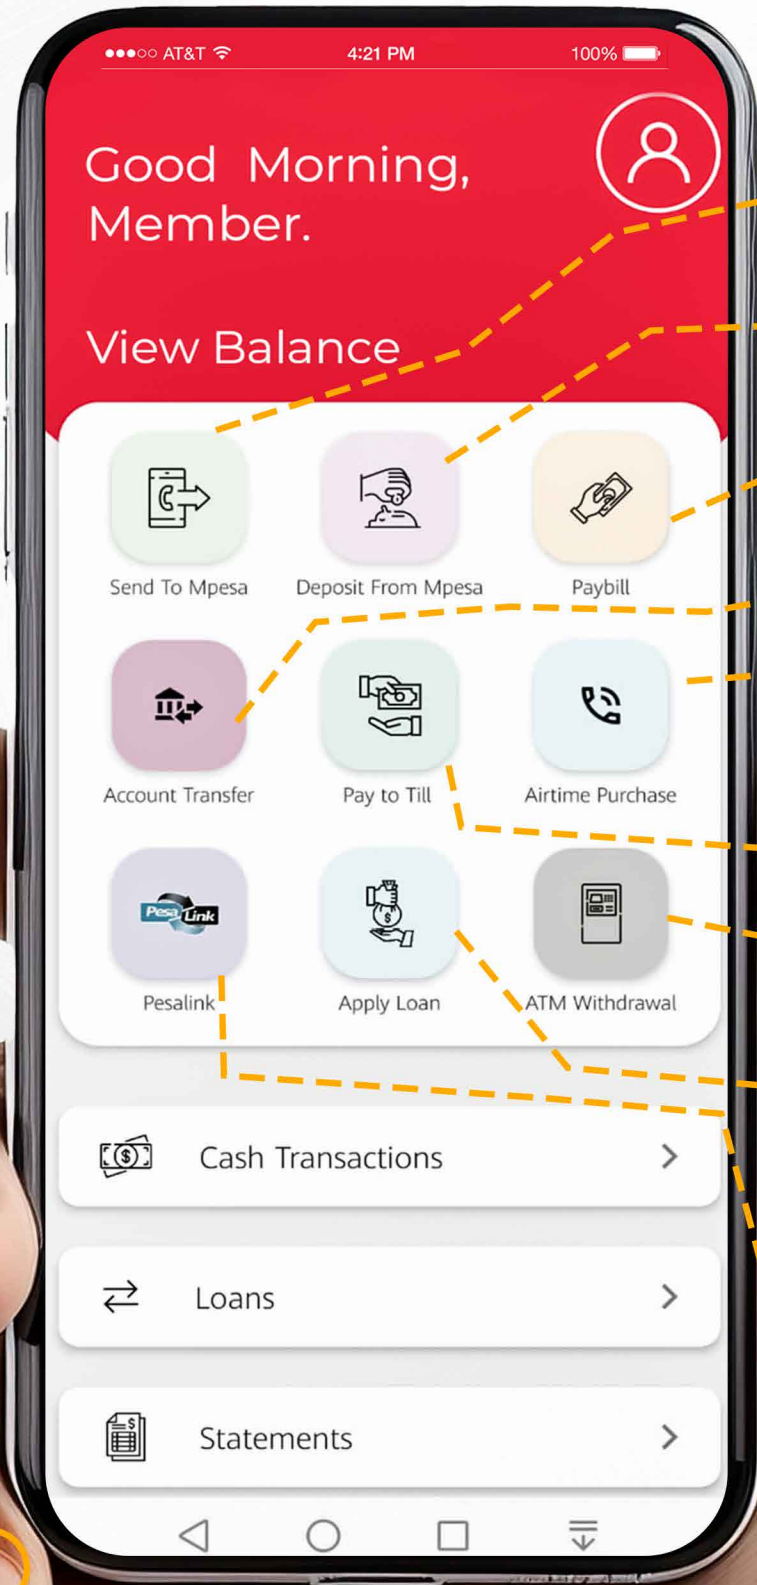 AT&T 4:21 PM 100%
Good Morning,
Member.
View Balance
Send To Mpesa Deposit From Mpesa Paybill
Account Transfer Pay to Till Airtime Purchase
Pesa Link
Pesalink Apply Loan ATM Withdrawal
Cash Transactions
Loans
Statements